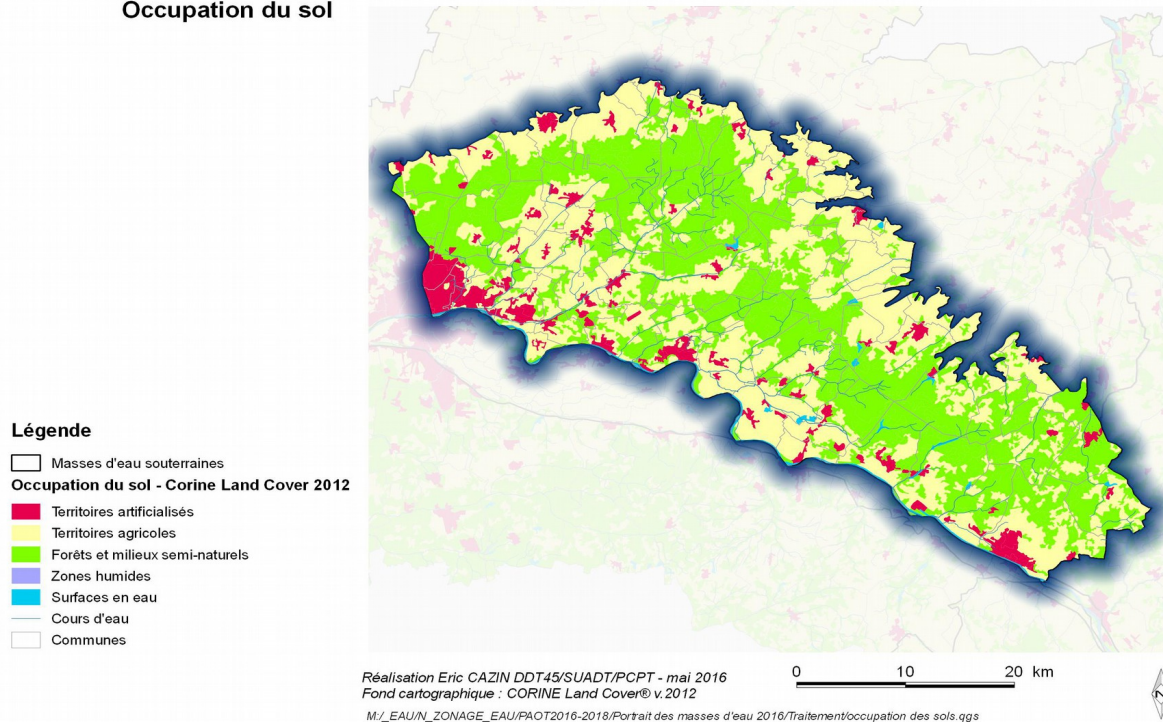 Occupation du sol
Légende
Masses d'eau souterraines
Occupation du sol - Corine Land Cover 2012
Territoires artificialisés
Territoires agricoles
Forêts et milieux semi-naturels
Zones humides
Surfaces en eau
Cours d'eau
Communes
Réalisation Eric CAZIN DDT45/SUADT/PCPT - mai 2016
Fond cartographique : CORINE Land Cover® v.2012
M:/_EAU/N_ZONAGE_EAU/PAOT2016-2018/Portrait des masses d'eau 2016/Traitement/occupation des sols.qgs
0 10 20 km
N